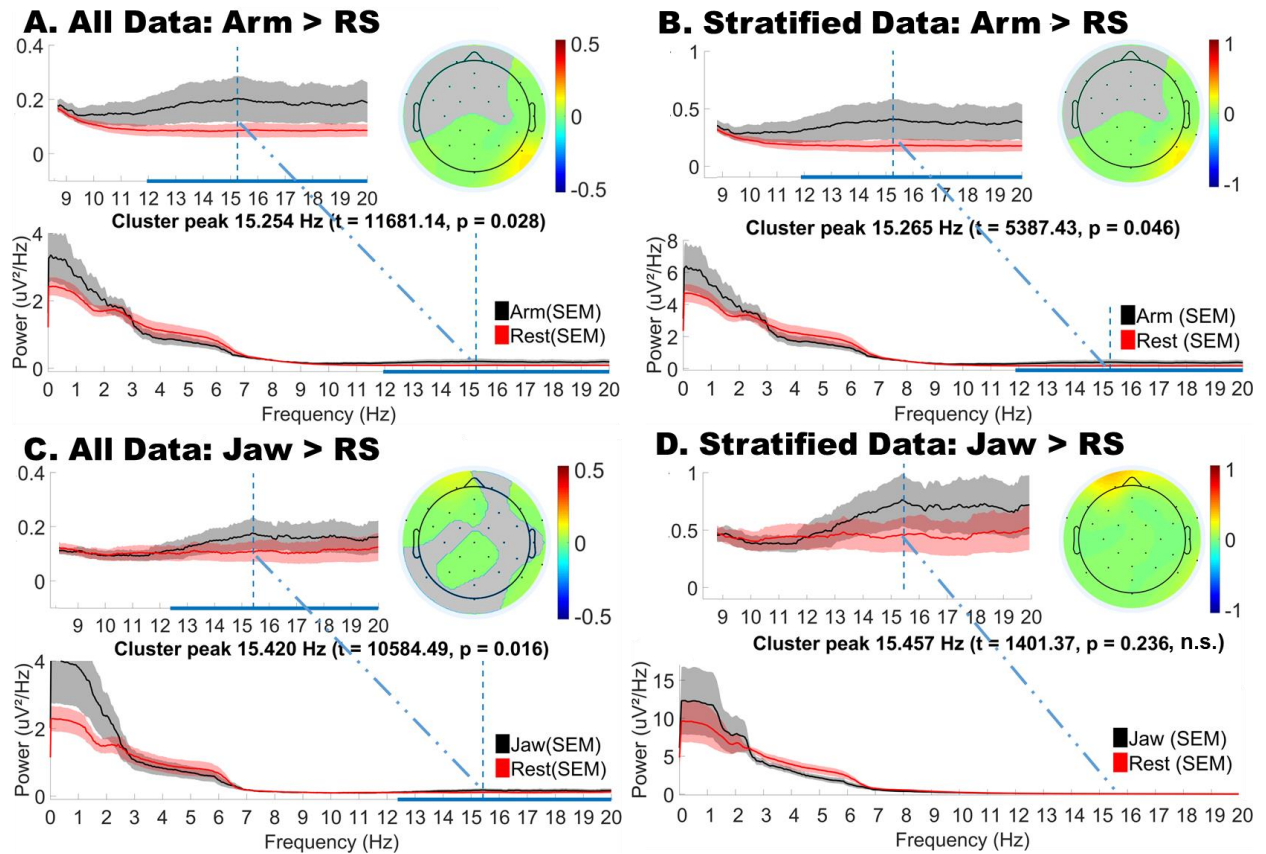 A. All Data: Arm > RS
0.4
0.2
0
9 10 11 12 13 14 15 16 17 18 19 20
0.5
0
-0.5
Cluster peak 15.254 Hz (t = 11681.14, p = 0.028)
Power (uV²/Hz)
4
2
0
Arm(SEM)
Rest(SEM)
0 1 2 3 4 5 6 7 8 9 10 11 12 13 14 15 16 17 18 19 20
Frequency (Hz)
B. Stratified Data: Arm > RS
1
0.5
0
9 10 11 12 13 14 15 16 17 18 19 20
1
0
-1
Cluster peak 15.265 Hz (t = 5387.43, p = 0.046)
Power (uV²/Hz)
8
6
4
2
0
Arm (SEM)
Rest (SEM)
0 1 2 3 4 5 6 7 8 9 10 11 12 13 14 15 16 17 18 19 20
Frequency (Hz)
C. All Data: Jaw > RS
0.4
0.2
0
9 10 11 12 13 14 15 16 17 18 19 20
0.5
0
-0.5
Cluster peak 15.420 Hz (t = 10584.49, p = 0.016)
Power (uV²/Hz)
4
2
0
Jaw(SEM)
Rest(SEM)
0 1 2 3 4 5 6 7 8 9 10 11 12 13 14 15 16 17 18 19 20
Frequency (Hz)
D. Stratified Data: Jaw > RS
1
0.5
0
9 10 11 12 13 14 15 16 17 18 19 20
1
0
-1
Cluster peak 15.457 Hz (t = 1401.37, p = 0.236, n.s.)
Power (uV²/Hz)
15
10
5
0
Jaw (SEM)
Rest (SEM)
0 1 2 3 4 5 6 7 8 9 10 11 12 13 14 15 16 17 18 19 20
Frequency (Hz)